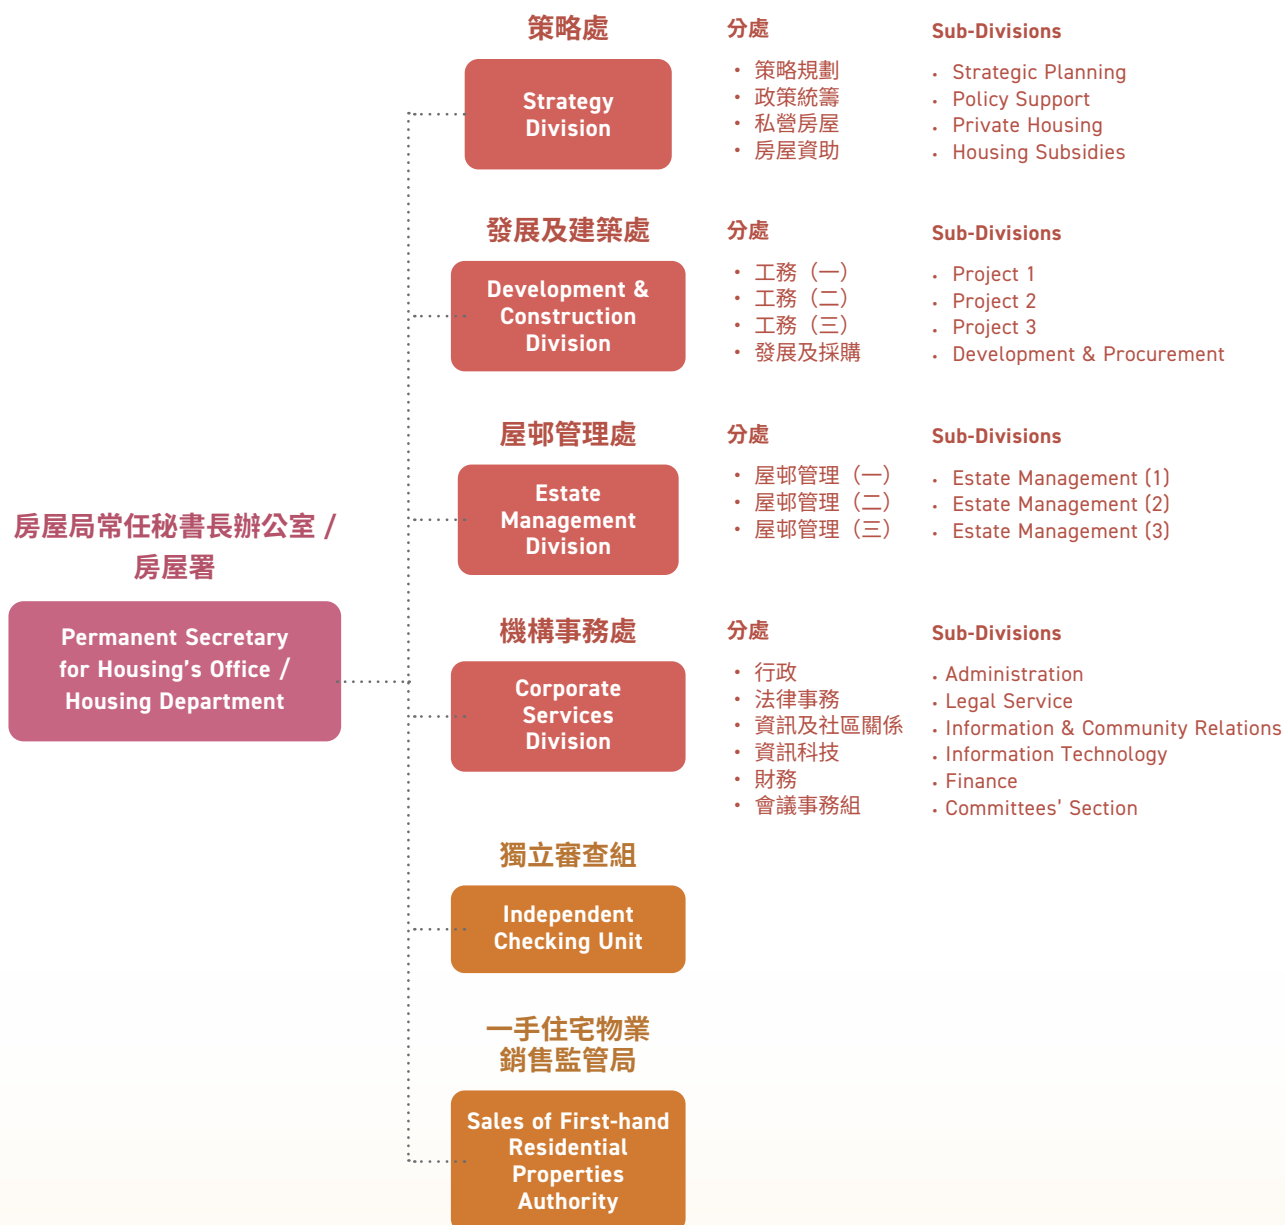 房屋局常任秘書長辦公室 /
房屋署
Permanent Secretary
for Housing’s Office /
Housing Department
策略處
Strategy
Division
分處
・ 策略規劃
・ 政策統籌
・ 私營房屋
・ 房屋資助
Sub-Divisions
• Strategic Planning
• Policy Support
• Private Housing
• Housing Subsidies
發展及建築處
Development &
Construction
Division
分處
・ 工務（一）
・ 工務（二）
・ 工務（三）
・ 發展及採購
Sub-Divisions
• Project 1
• Project 2
• Project 3
• Development & Procurement
屋邨管理處
Estate
Management
Division
分處
・ 屋邨管理（一）
・ 屋邨管理（二）
・ 屋邨管理（三）
Sub-Divisions
• Estate Management (1)
• Estate Management (2)
• Estate Management (3)
機構事務處
Corporate
Services
Division
分處
・ 行政
・ 法律事務
・ 資訊及社區關係
・ 資訊科技
・ 財務
・ 會議事務組
Sub-Divisions
• Administration
• Legal Service
• Information & Community Relations
• Information Technology
• Finance
• Committees' Section
獨立審查組
Independent
Checking Unit
一手住宅物業
銷售監管局
Sales of First-hand
Residential
Properties
Authority